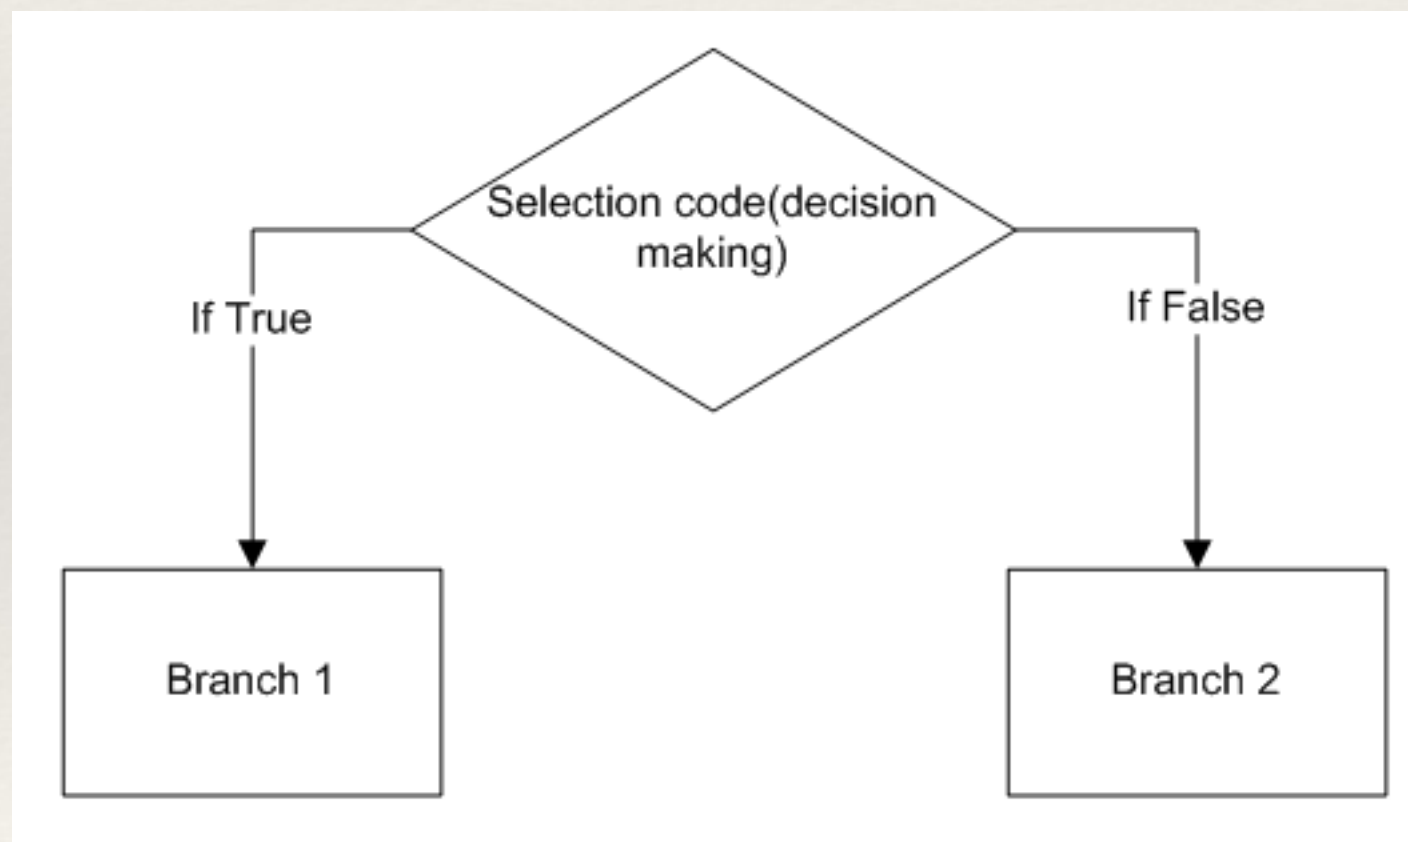 Selection code(decision
making)
If True
If False
Branch 1
Branch 2